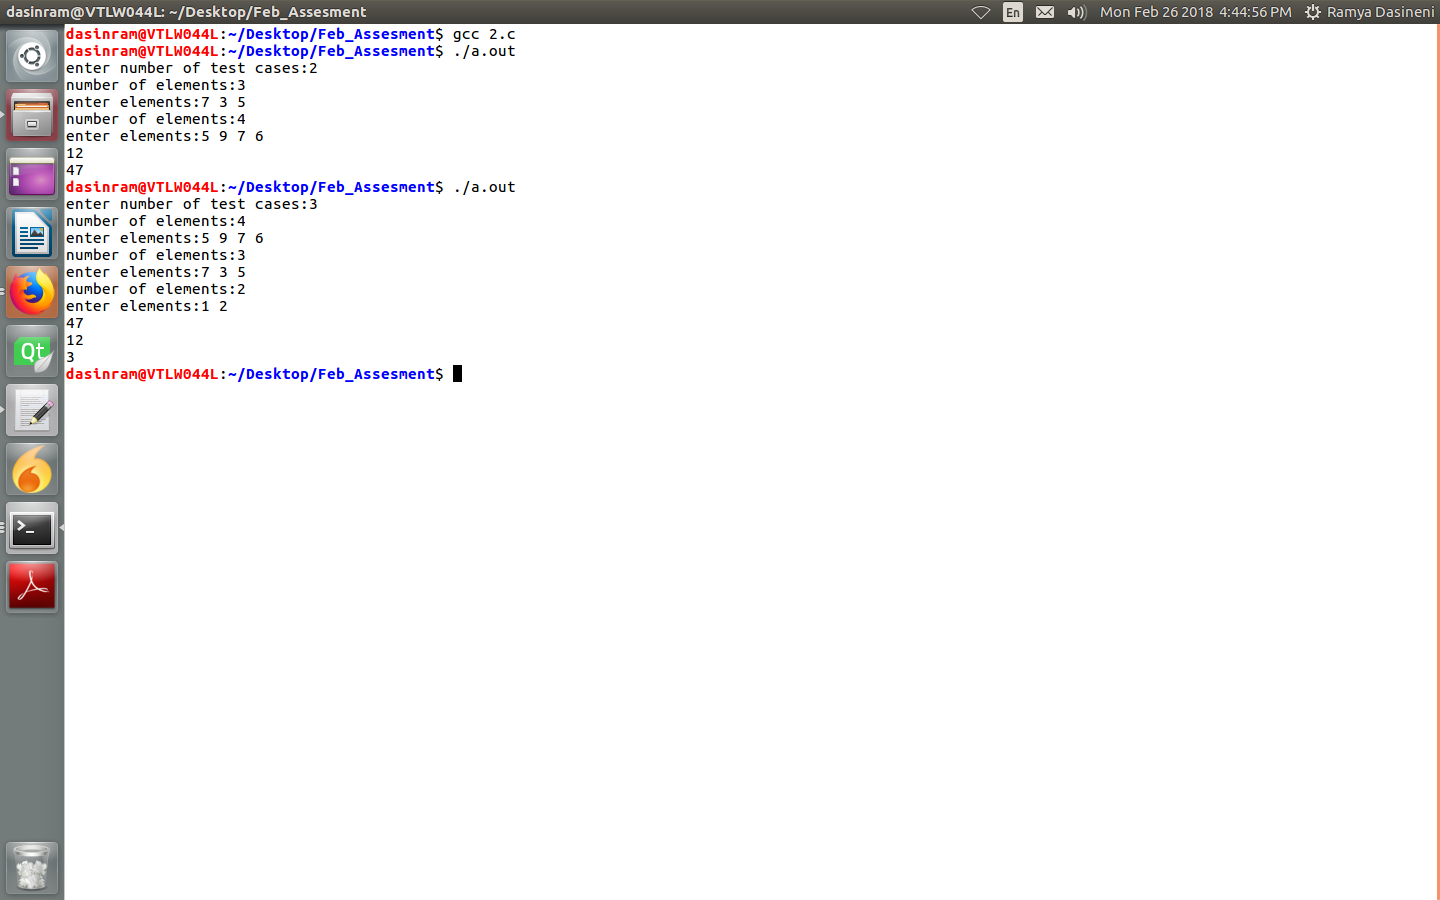 dasinram@VTLW044L: ~/Desktop/Feb_Assesment
En
Mon Feb 26 2018 4:44:56 PM
Ramya Dasineni
dasinram@VTLW044L:~/Desktop/Feb_Assesment$ gcc 2.c
dasinram@VTLW044L:~/Desktop/Feb_Assesment$ ./a.out
enter number of test cases:2
number of elements:3
enter elements:7 3 5
number of elements:4
enter elements:5 9 7 6
12
47
dasinram@VTLW044L:~/Desktop/Feb_Assesment$ ./a.out
enter number of test cases:3
number of elements:4
enter elements:5 9 7 6
number of elements:3
enter elements:7 3 5
number of elements:2
enter elements:1 2
47
12
3
dasinram@VTLW044L:~/Desktop/Feb_Assesment$
Qt
>_